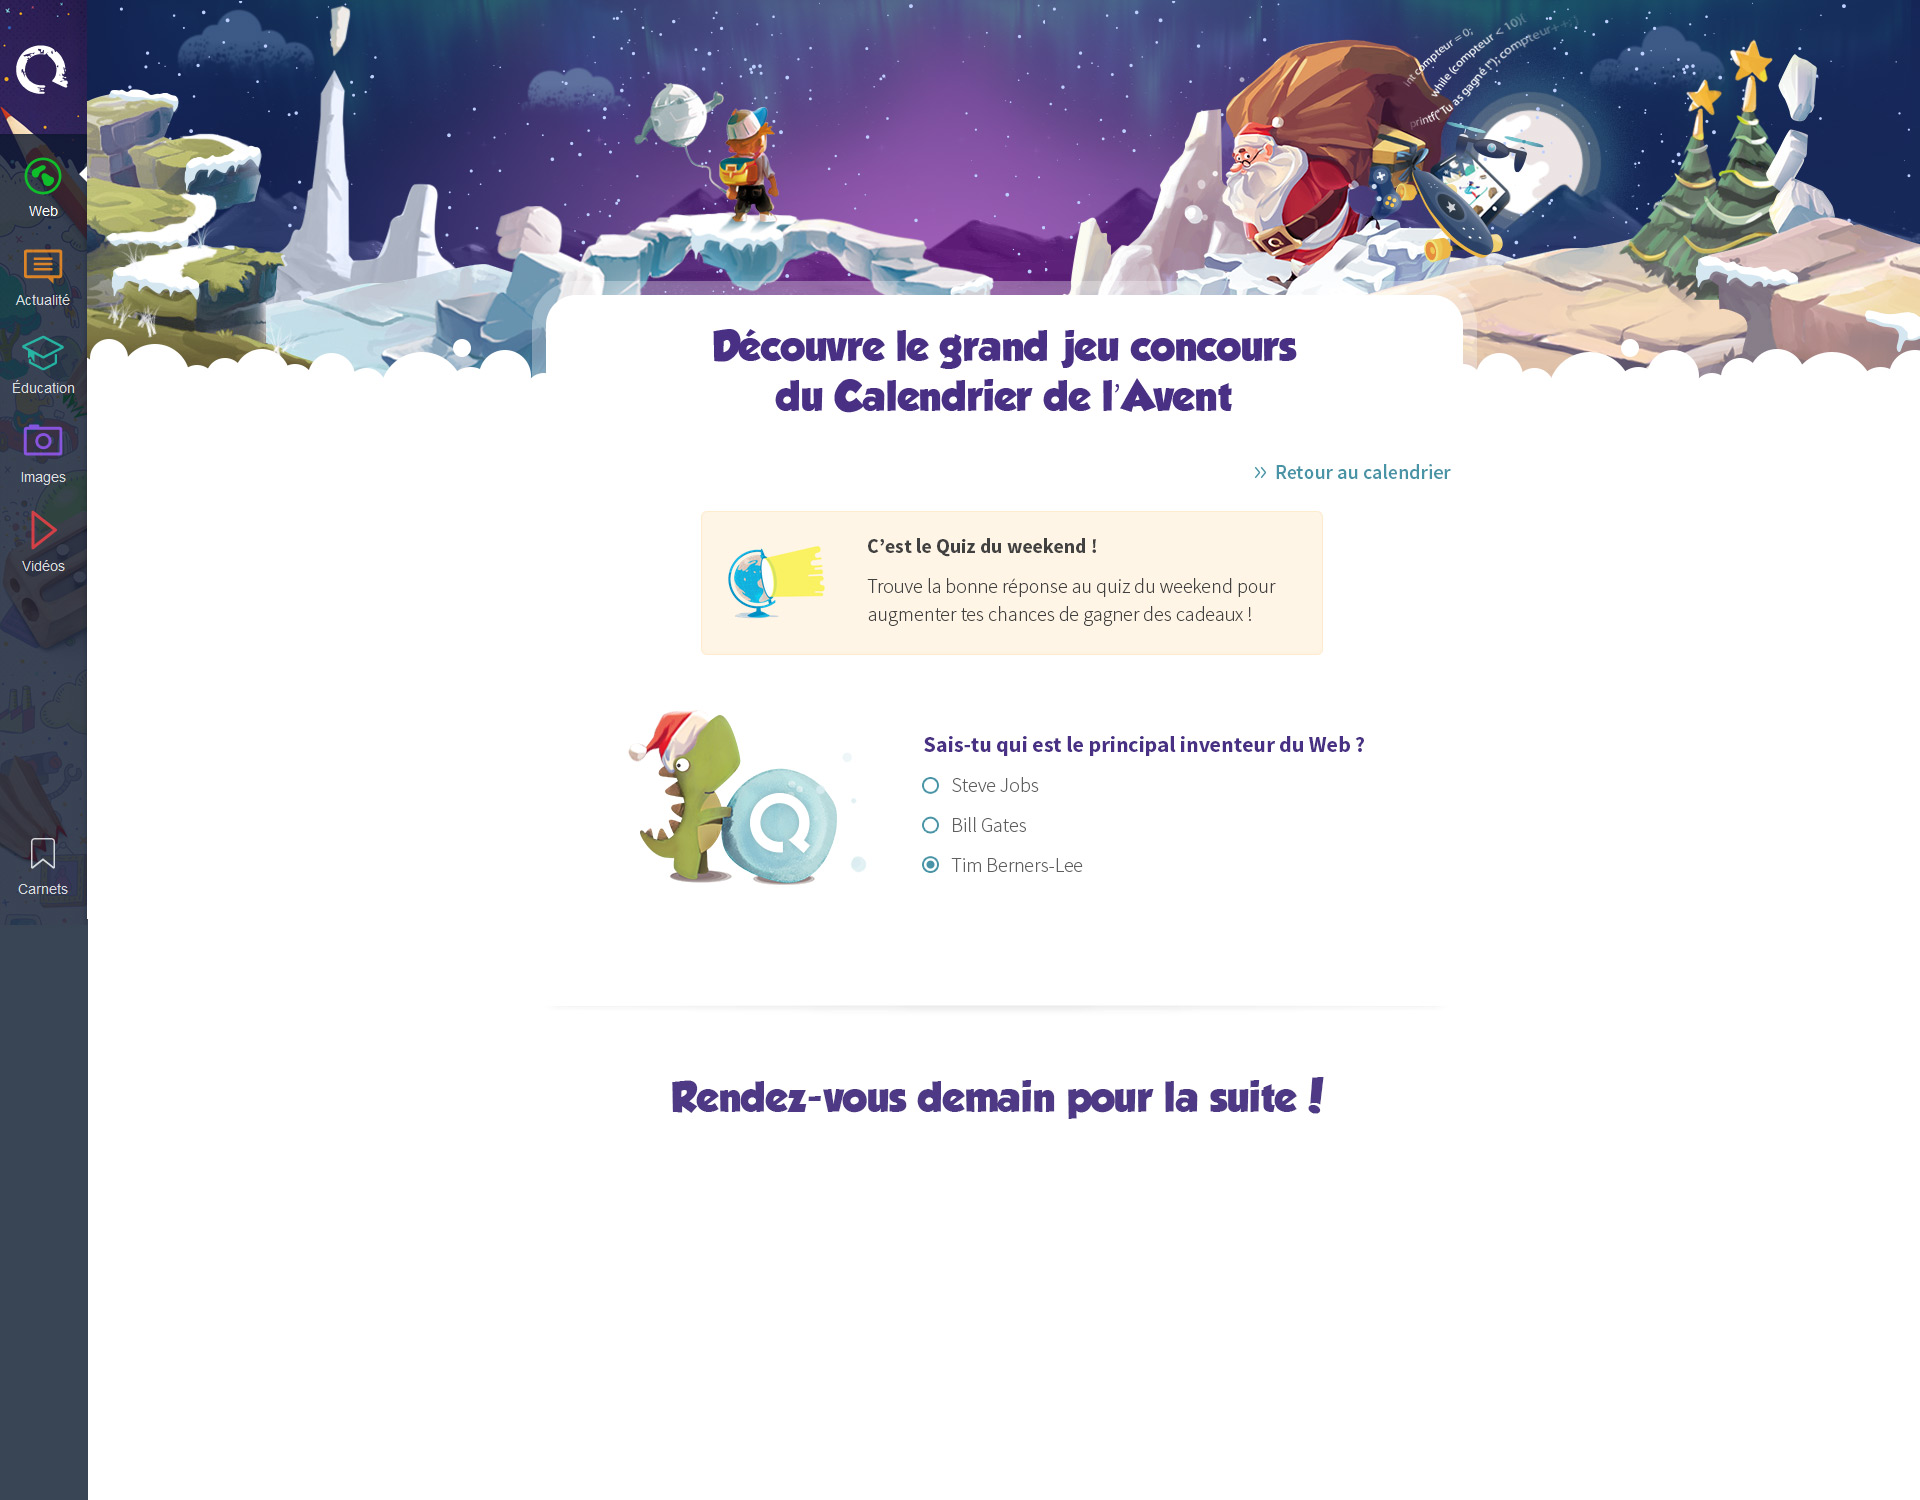 int compteur = 0;
while (compteur < 10){
printf("Tu as gagné !"); compteur++; }
Web
Actualité
Éducation
Images
Vidéos
Carnets
Découvre le grand jeu concours
du Calendrier de l'Avent
Retour au calendrier
C’est le Quiz du weekend !
Trouve la bonne réponse au quiz du weekend pour
augmenter tes chances de gagner des cadeaux !
Sais-tu qui est le principal inventeur du Web ?
Steve Jobs
Bill Gates
Tim Berners-Lee
Rendez-vous demain pour la suite !